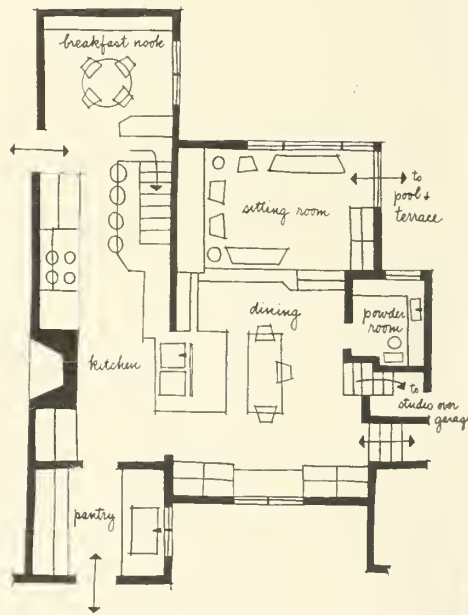 breakfast nook
to
pool &
terrace
sitting room
dining
powder
room
kitchen
to
studio over
garage
pantry